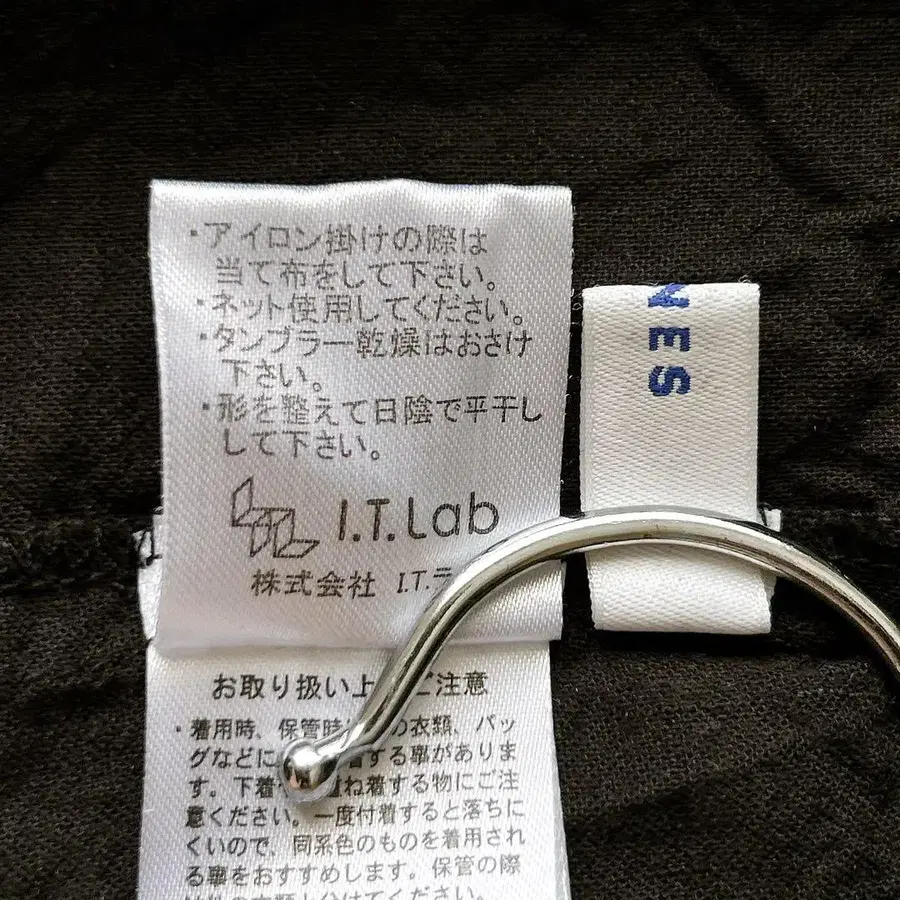 ・アイロン掛けの際は
当て布をして下さい。
・ネット使用してください。
・タンブラー乾燥はおさけ
下さい。
・形を整えて日陰で平干し
して下さい。
I.T.Lab
株式会社 I.T.
NES
お取り扱い上 ご注意
・着用時、保管時 の衣類、バッ
グなどに 着する事がありま
す。下着 重ね着する物にご注
意ください。一度付着すると落ちに
くいので、同系色のものを着用され
る事をおすすめします。保管の際